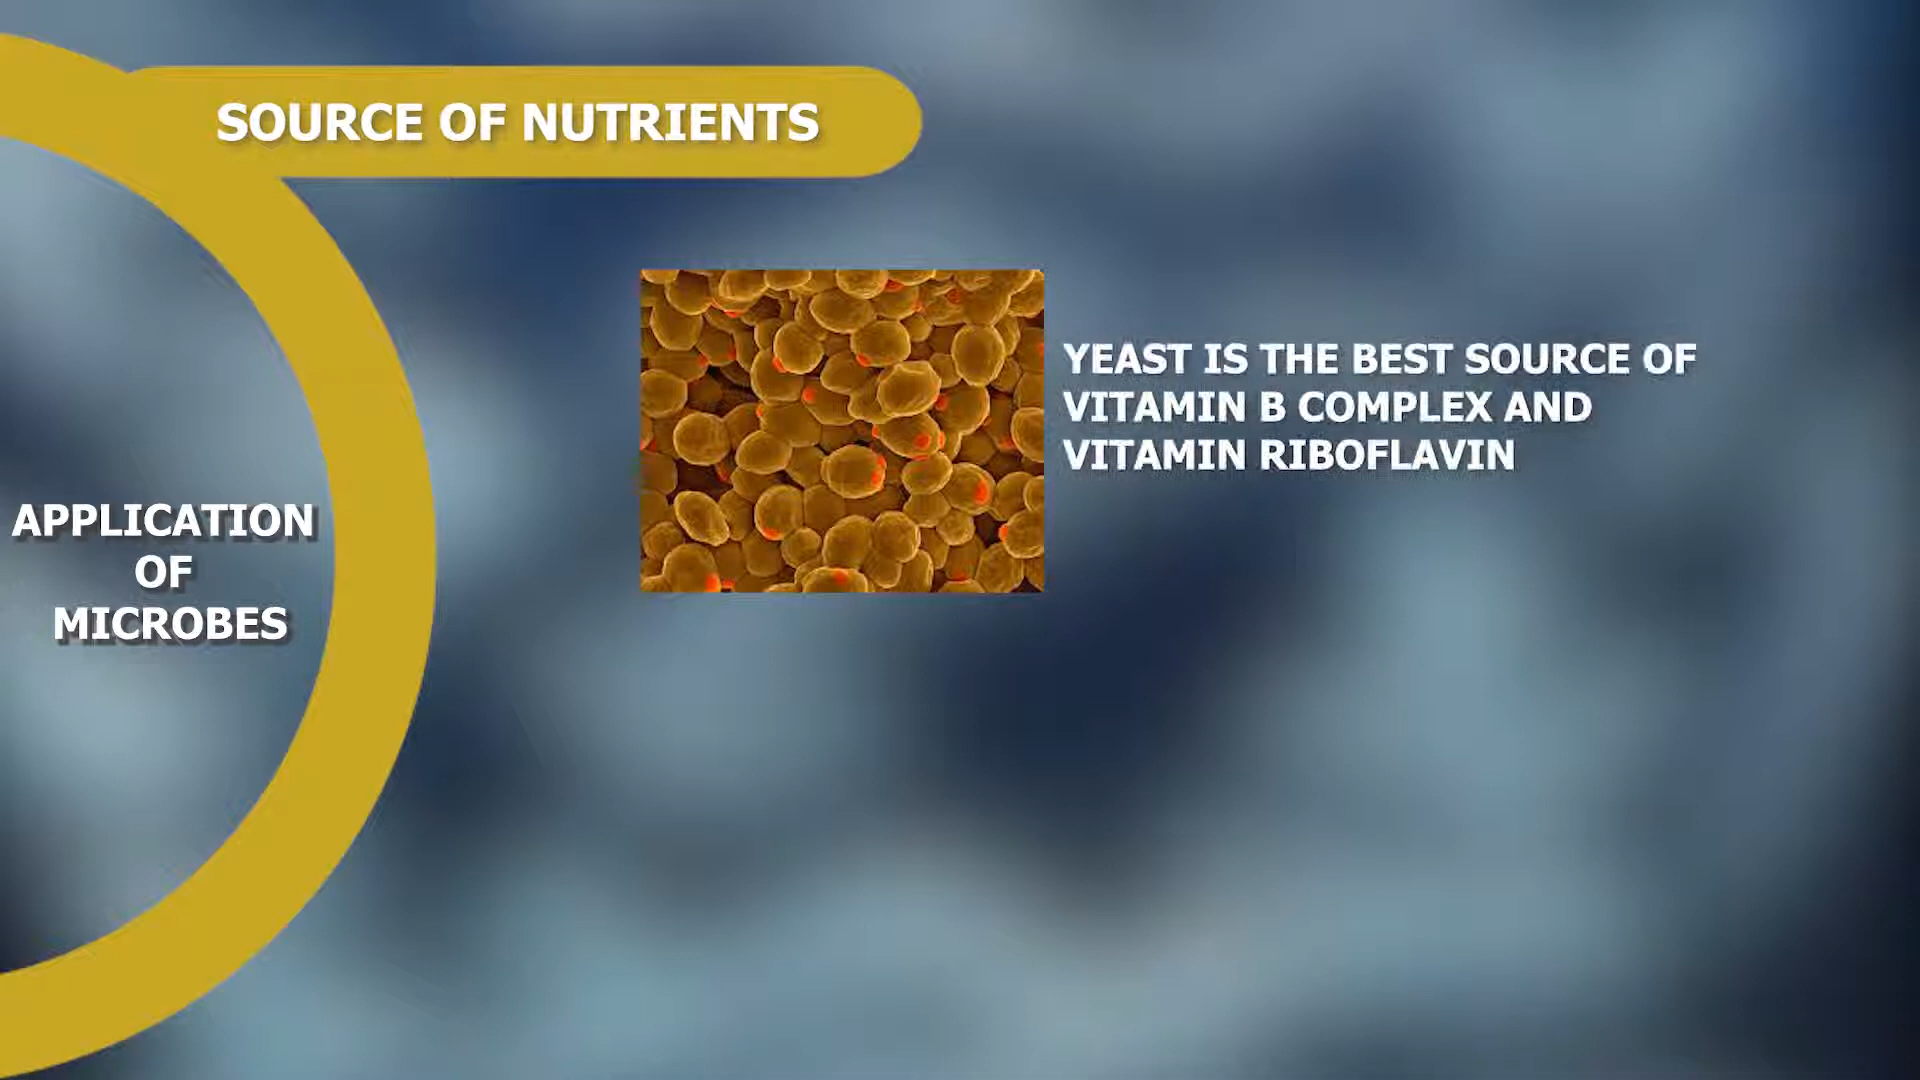 SOURCE OF NUTRIENTS
YEAST IS THE BEST SOURCE OF
VITAMIN B COMPLEX AND
VITAMIN RIBOFLAVIN
APPLICATION
OF
MICROBES